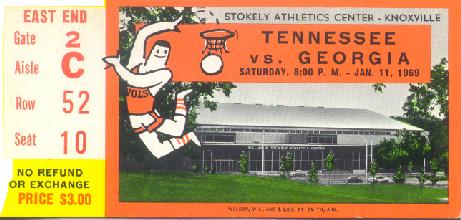 EAST END
Gate 2
Aisle C
Row 52
Seat 10
NO REFUND
OR EXCHANGE
PRICE $3.00
STOKELY ATHLETICS CENTER - KNOXVILLE
TENNESSEE
vs. GEORGIA
SATURDAY, 8:00 P. M. - JAN. 11, 1969
VOLS